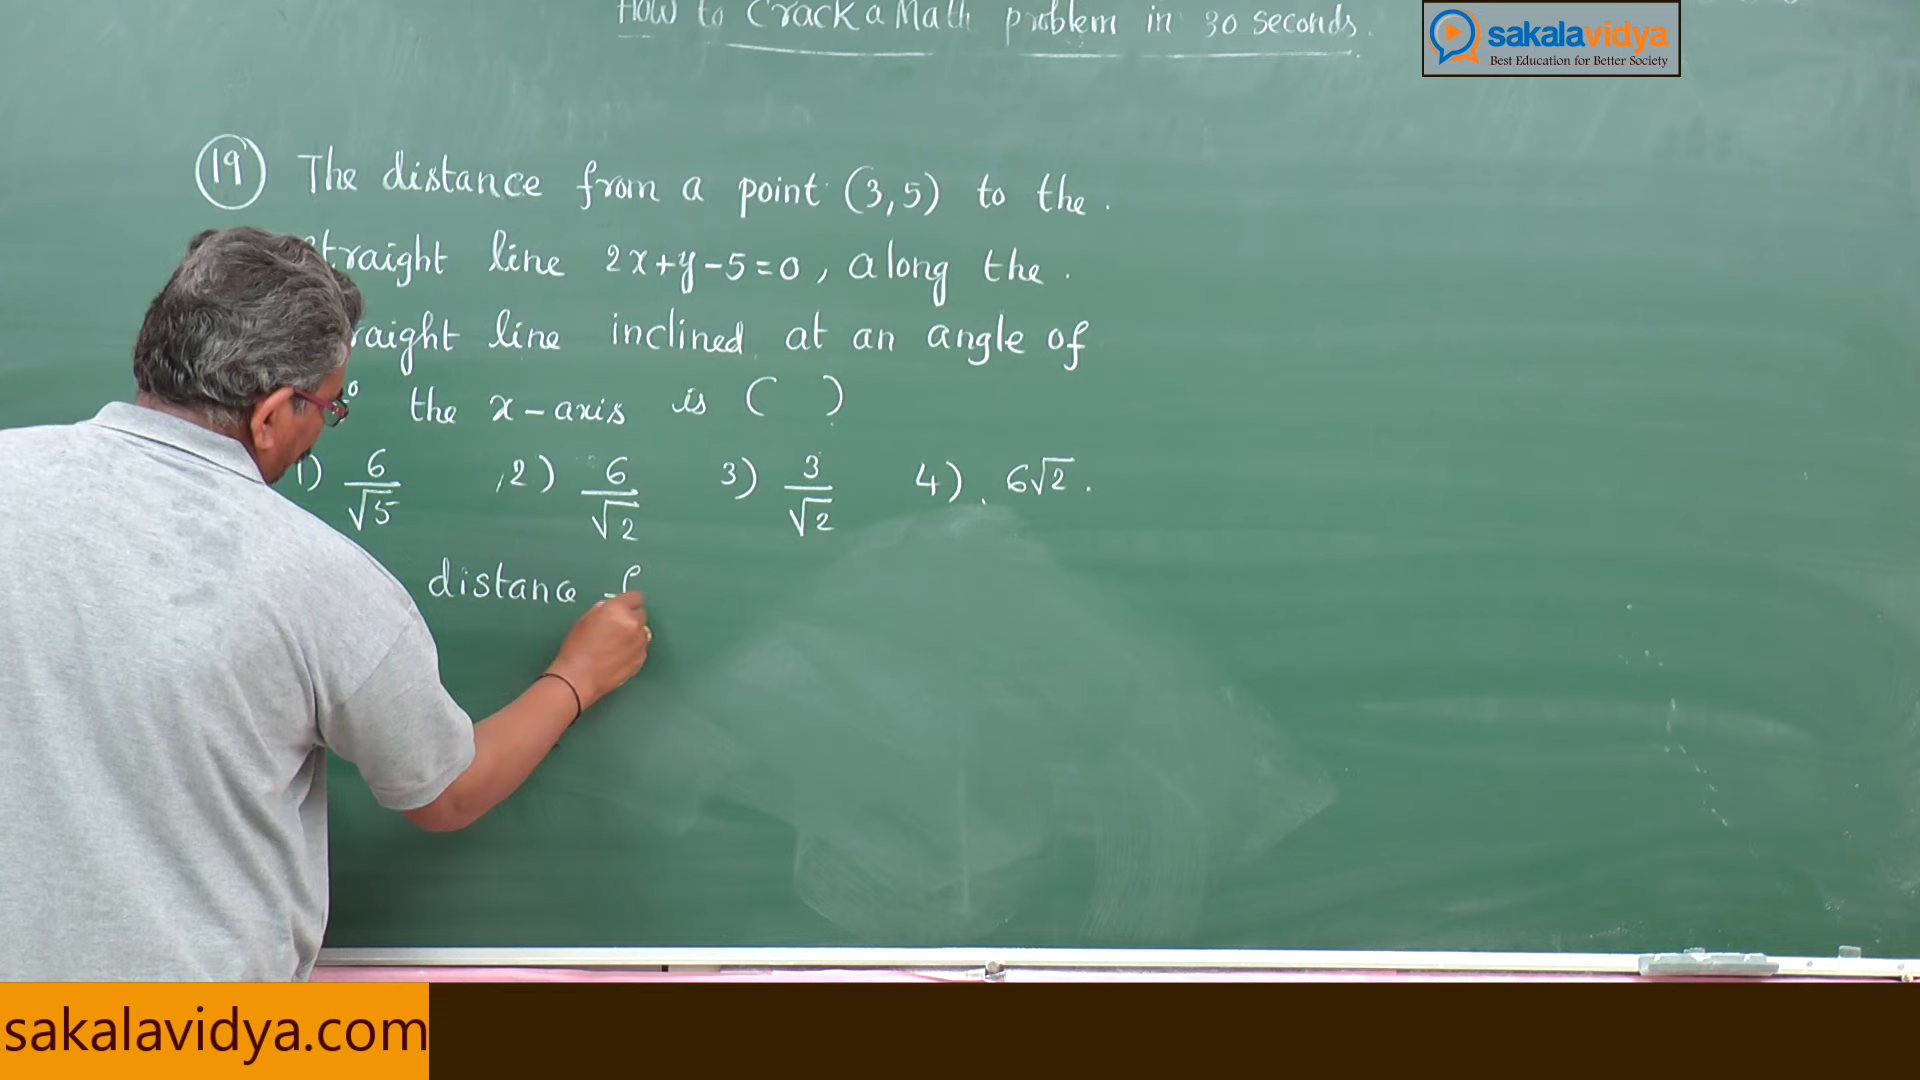 How to Crack a Math problem in 30 seconds.
sakalavidya
Best Education for Better Society
19 The distance from a point (3,5) to the
straight line 2x+y-5=0, along the
line inclined at an angle of
the x-axis is ( )
1) 6/√5 2) 6/√2 3) 3/√2 4) 6√2.
distance
sakalavidya.com